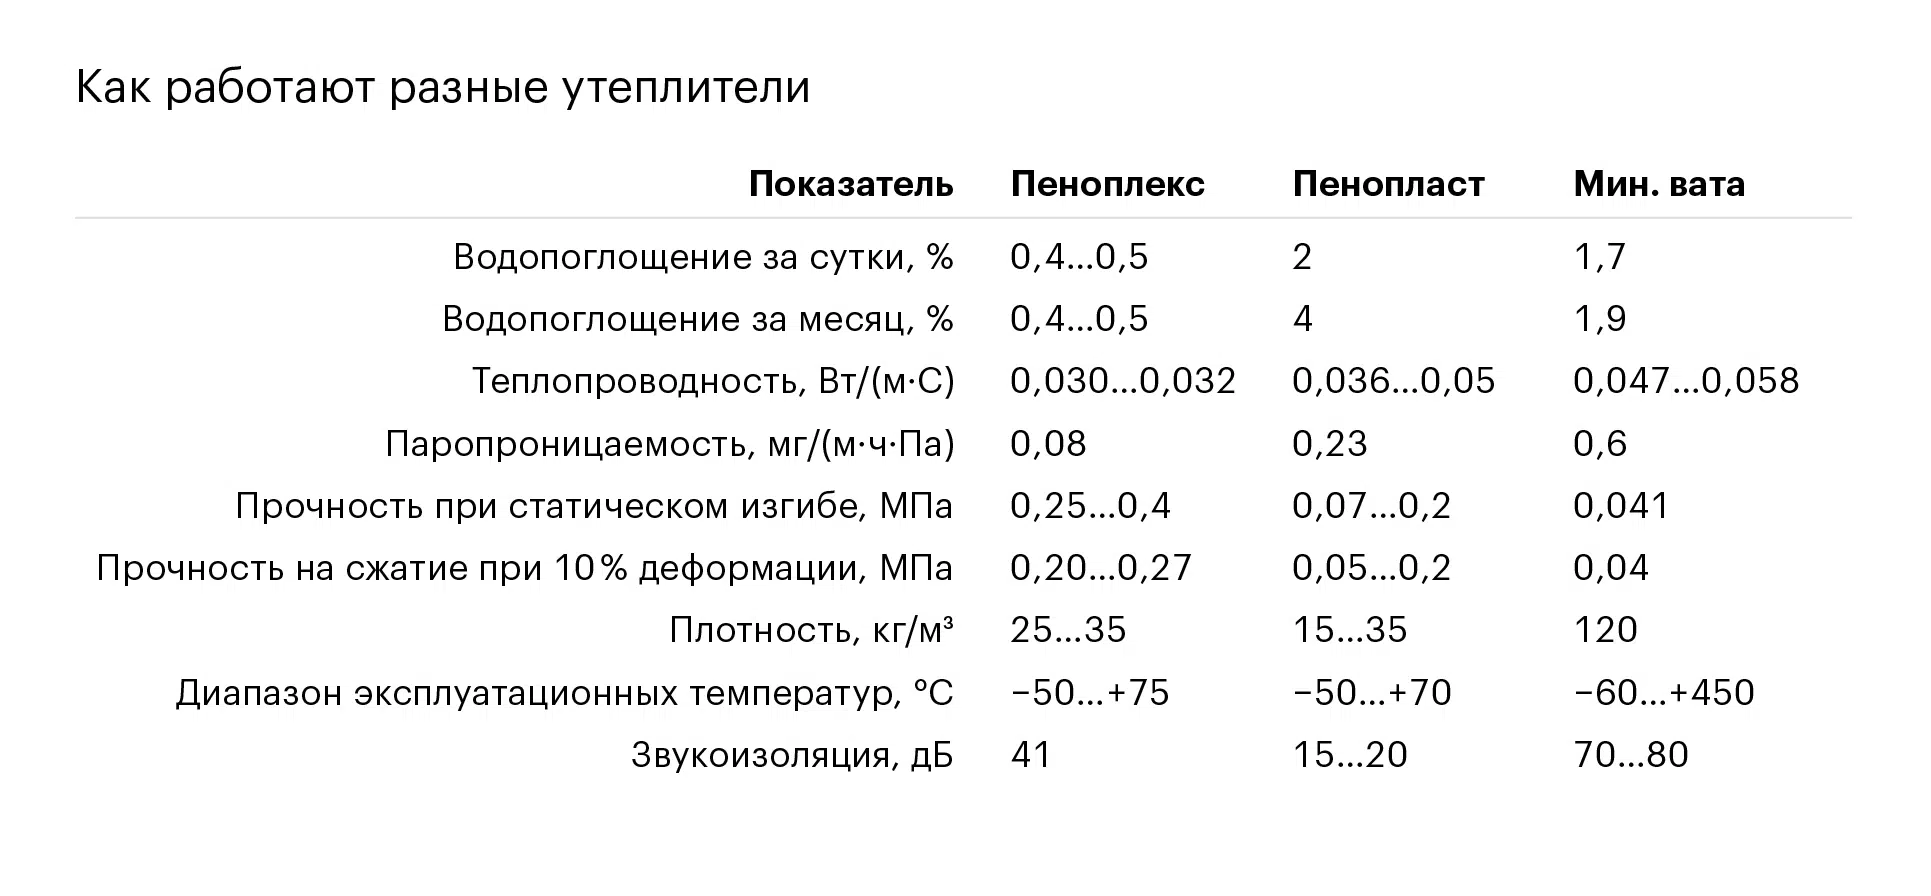 Как работают разные утеплители
Показатель Пеноплекс Пенопласт Мин. вата
Водопоглощение за сутки, % 0,4...0,5 2 1,7
Водопоглощение за месяц, % 0,4...0,5 4 1,9
Теплопроводность, Вт/(м·С) 0,030...0,032 0,036...0,05 0,047...0,058
Паропроницаемость, мг/(м·ч·Па) 0,08 0,23 0,6
Прочность при статическом изгибе, МПа 0,25...0,4 0,07...0,2 0,041
Прочность на сжатие при 10% деформации, МПа 0,20...0,27 0,05...0,2 0,04
Плотность, кг/м³ 25...35 15...35 120
Диапазон эксплуатационных температур, °С −50...+75 −50...+70 −60...+450
Звукоизоляция, дБ 41 15...20 70...80